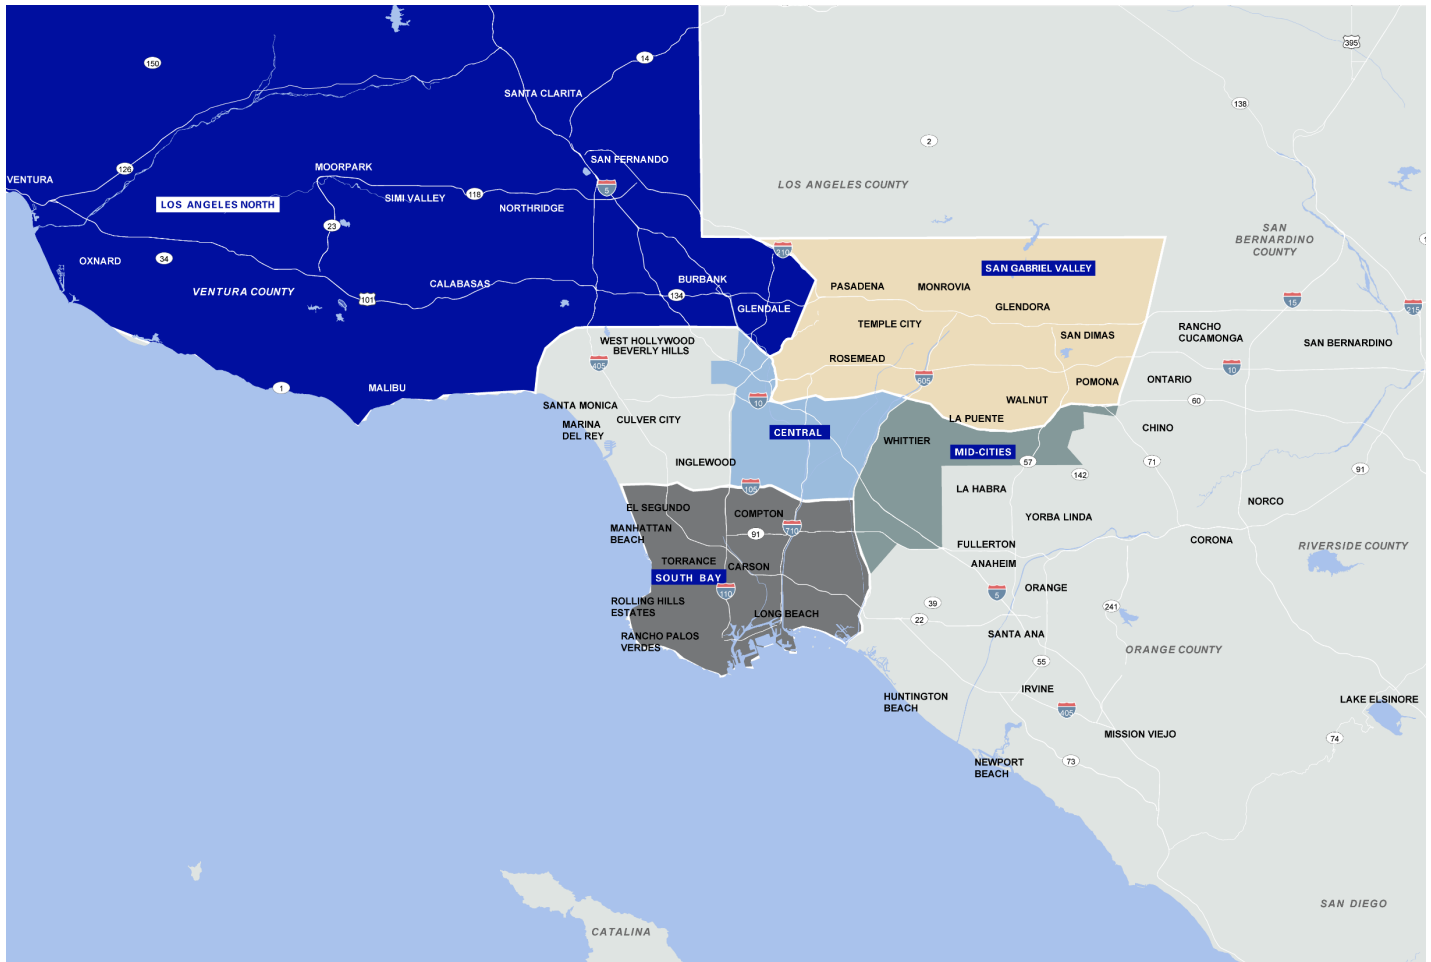 395
150
14
SANTA CLARITA
138
2
126
MOORPARK
SAN FERNANDO
VENTURA
LOS ANGELES COUNTY
5
118
SIMI VALLEY
LOS ANGELES NORTH
NORTHRIDGE
23
SAN
BERNARDINO
COUNTY
210
34
OXNARD
SAN GABRIEL VALLEY
BURBANK
CALABASAS
PASADENA
MONROVIA
VENTURA COUNTY
134
101
15
GLENDALE
GLENDORA
215
TEMPLE CITY
RANCHO
CUCAMONGA
SAN DIMAS
WEST HOLLYWOOD
BEVERLY HILLS
SAN BERNARDINO
ROSEMEAD
405
10
605
ONTARIO
POMONA
1
MALIBU
10
WALNUT
60
SANTA MONICA
CULVER CITY
LA PUENTE
MARINA
DEL REY
CENTRAL
CHINO
WHITTIER
MID-CITIES
INGLEWOOD
57
71
91
142
105
LA HABRA
NORCO
EL SEGUNDO
COMPTON
YORBA LINDA
MANHATTAN
BEACH
710
91
CORONA
FULLERTON
RIVERSIDE COUNTY
TORRANCE
CARSON
ANAHEIM
SOUTH BAY
110
5
ORANGE
ROLLING HILLS
ESTATES
39
241
LONG BEACH
22
RANCHO PALOS
VERDES
SANTA ANA
ORANGE COUNTY
55
IRVINE
HUNTINGTON
BEACH
LAKE ELSINORE
405
MISSION VIEJO
74
NEWPORT
BEACH
73
SAN DIEGO
CATALINA